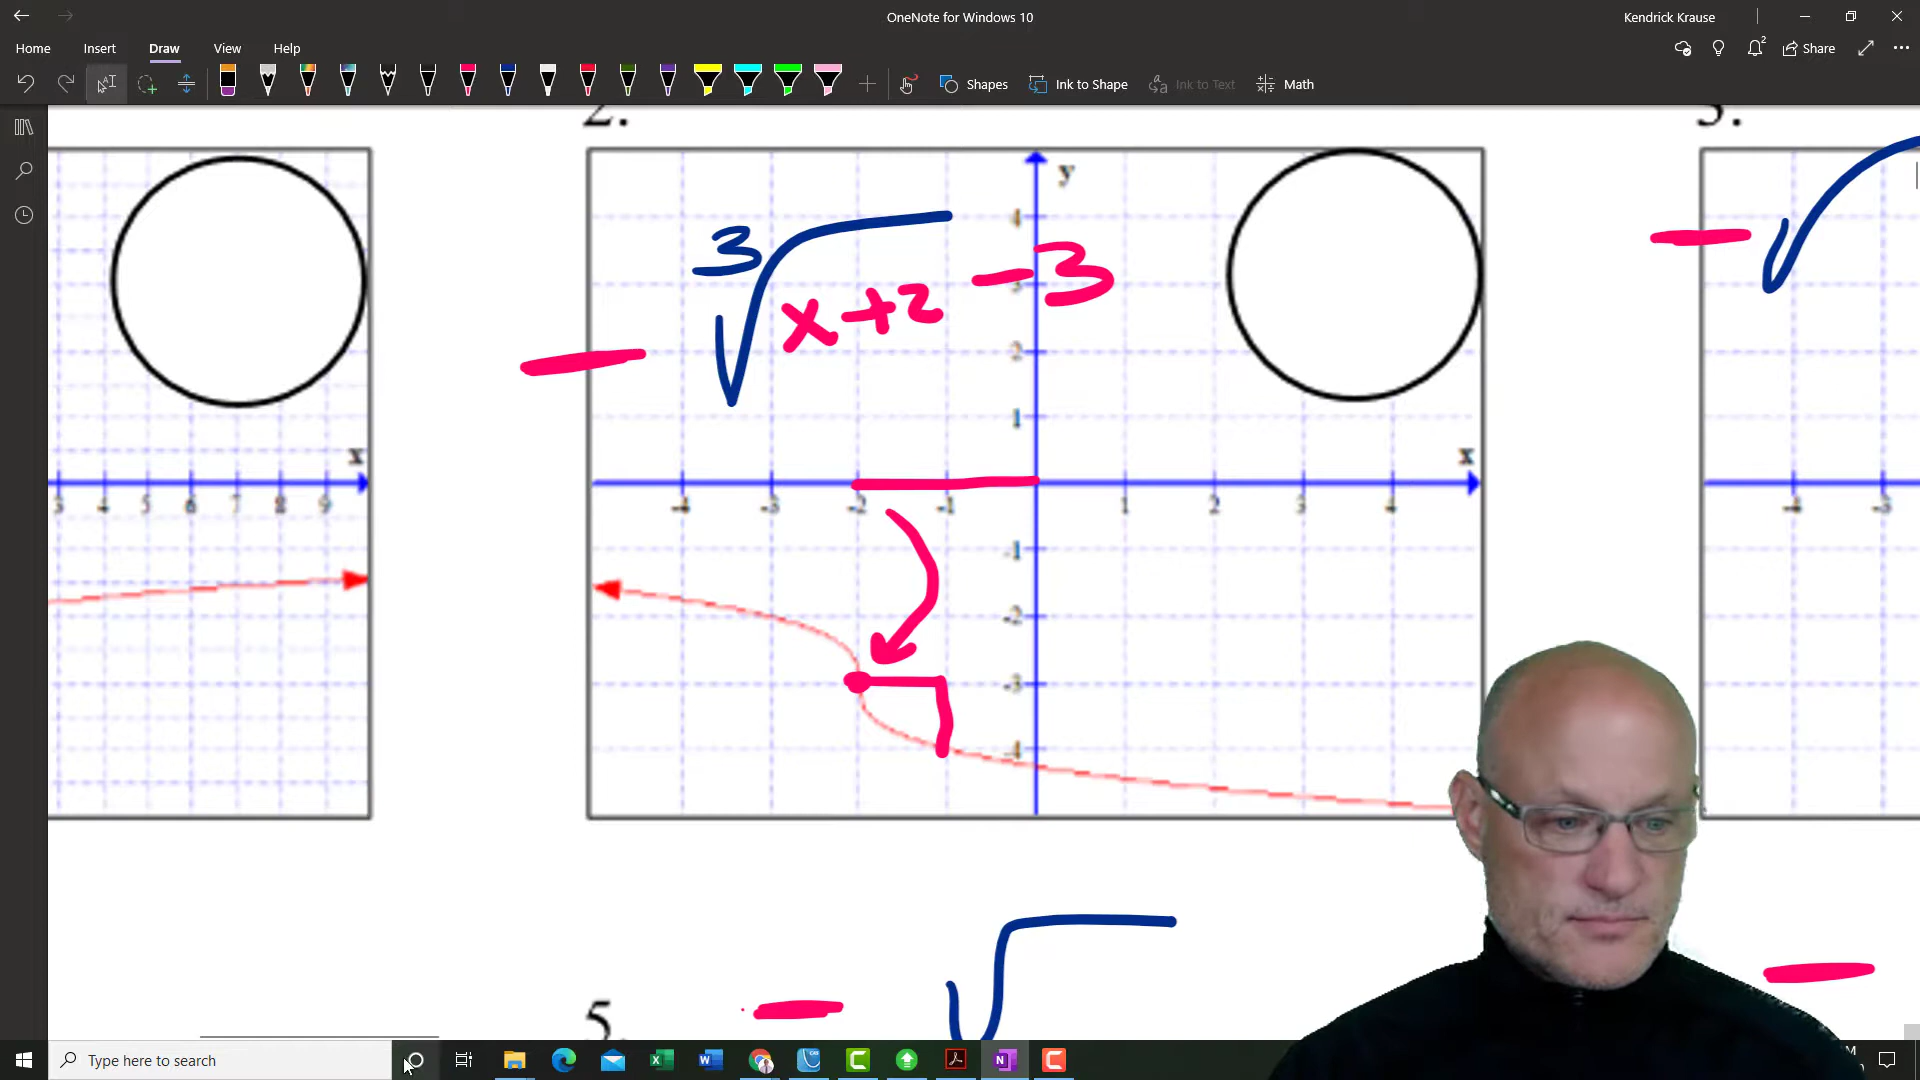 OneNote for Windows 10
Kendrick Krause
Home Insert Draw View Help
Share
Shapes Ink to Shape Ink to Text Math
2.
3.
y
4
3
2
1
-1
-2
-3
-4
x
3 4 5 6 7 8 9
x
-4 -3 -2 -1 1 2 3 4
-4 -3
- 3√x+2 -3
- √
5. - √
-
Type here to search